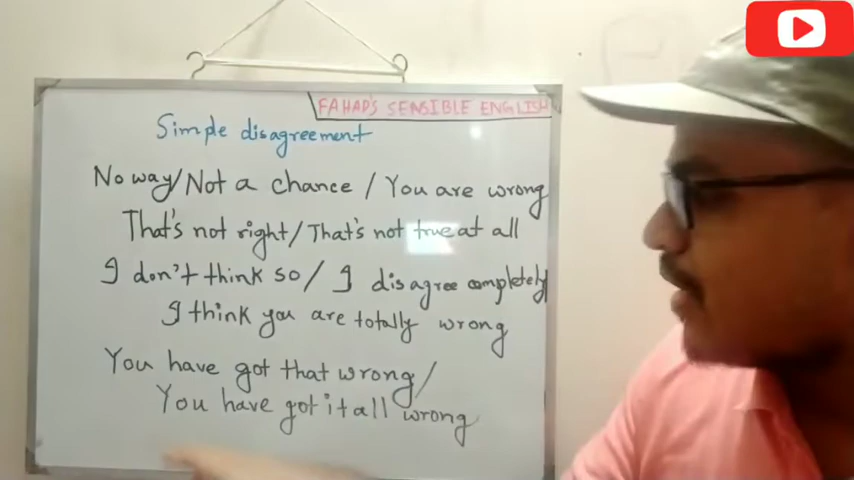 FAHAD'S SENSIBLE ENGLISH
Simple disagreement
No way/Not a chance / You are wrong
That's not right/That's not true at all
I don't think so/ I disagree completely
I think you are totally wrong
You have got that wrong/
You have got it all wrong